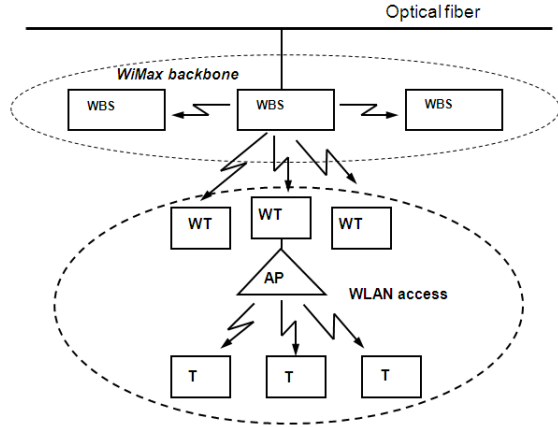 Optical fiber
WiMax backbone
WBS
WBS
WBS
WT
WT
WT
AP
WLAN access
T
T
T